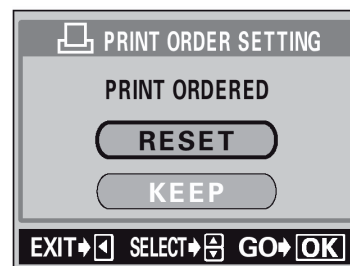 PRINT ORDER SETTING
PRINT ORDERED
RESET
KEEP
EXIT SELECT GO OK